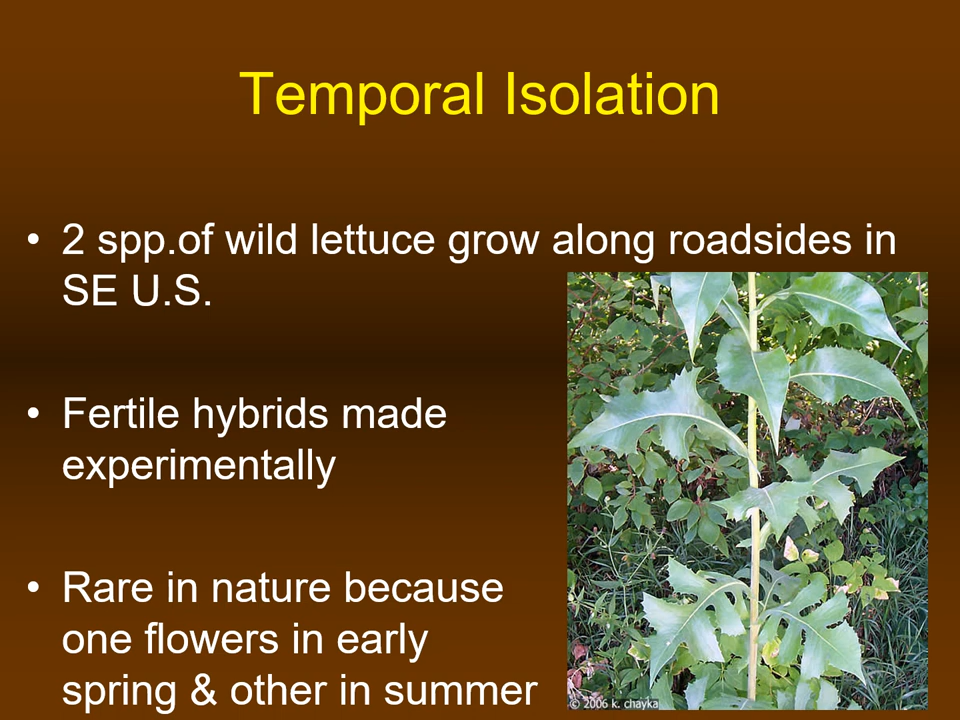 Temporal Isolation
• 2 spp.of wild lettuce grow along roadsides in
SE U.S.
• Fertile hybrids made
experimentally
• Rare in nature because
one flowers in early
spring & other in summer
© 2006 k. chayka